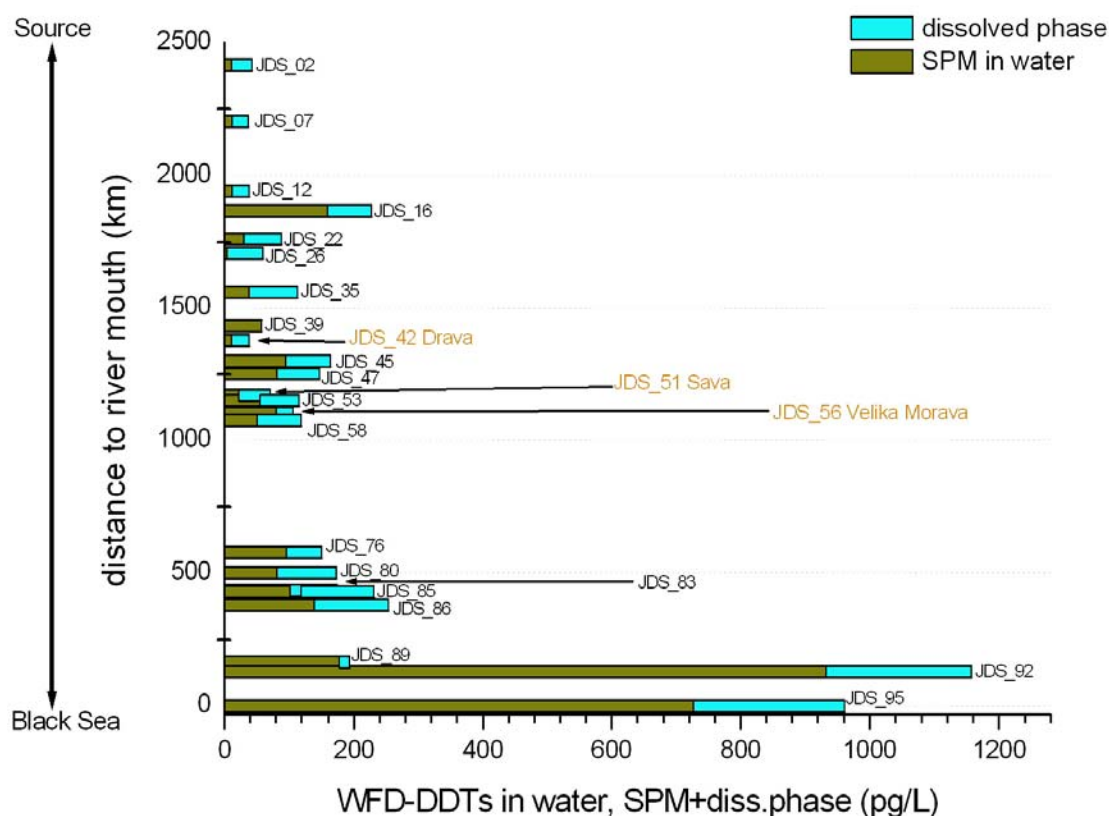 Source
dissolved phase
SPM in water
2500
JDS_02
JDS_07
2000
JDS_12
JDS_16
JDS_22
JDS_26
JDS_35
1500
JDS_39
JDS_42 Drava
JDS_45
JDS_47
JDS_51 Sava
JDS_53
JDS_56 Velika Morava
JDS_58
1000
JDS_76
500
JDS_80
JDS_83
JDS_85
JDS_86
JDS_89
JDS_92
JDS_95
0
Black Sea
distance to river mouth (km)
0 200 400 600 800 1000 1200
WFD-DDTs in water, SPM+diss.phase (pg/L)